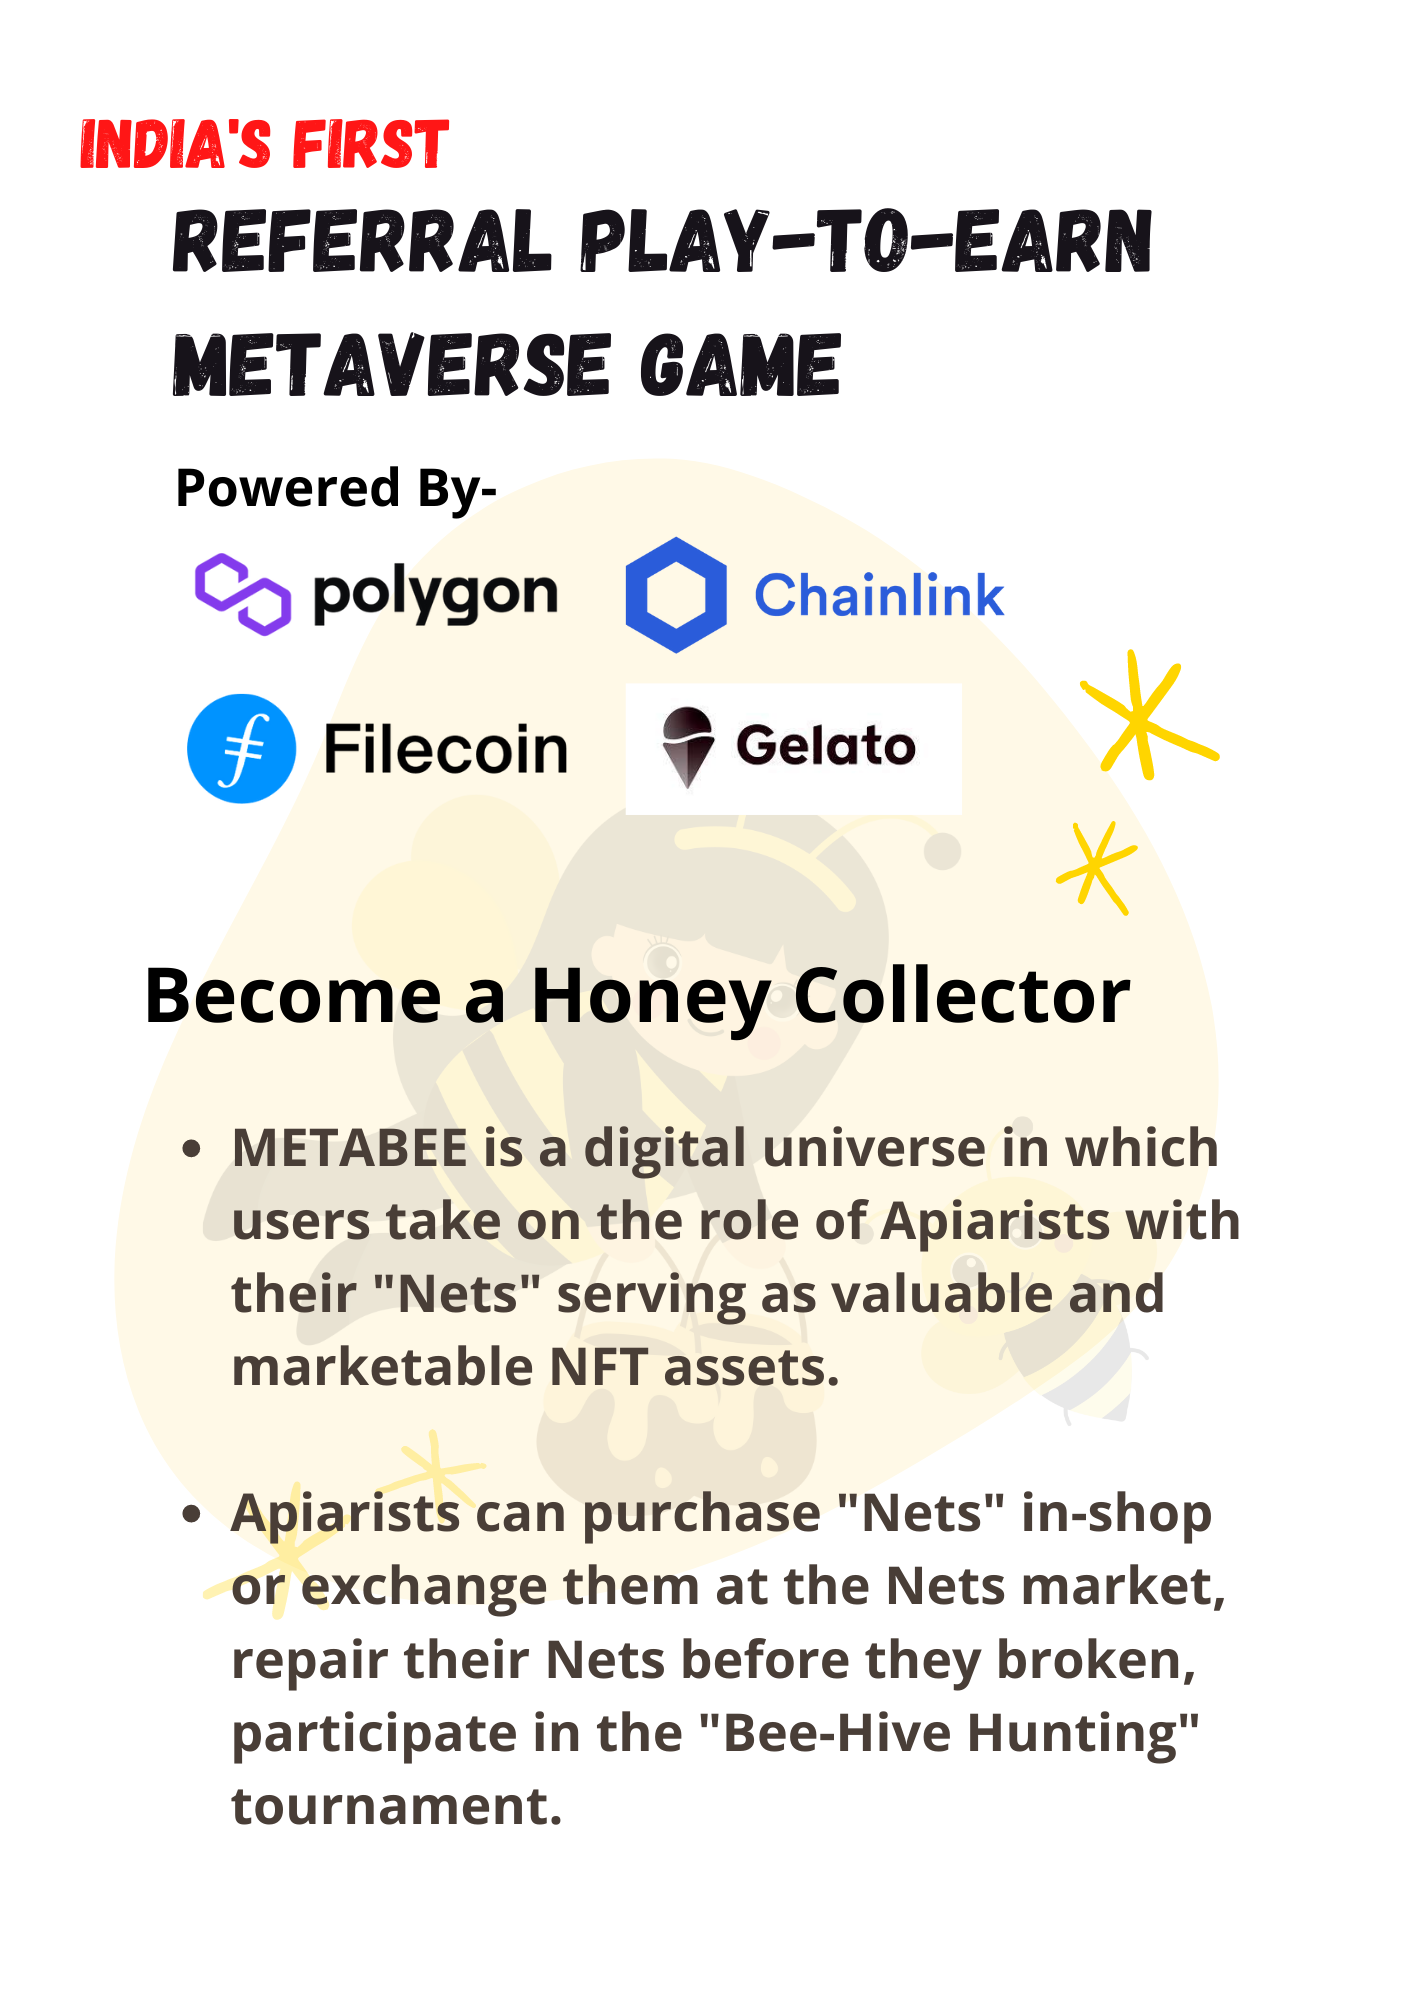 INDIA'S FIRST
REFERRAL PLAY-TO-EARN
METAVERSE GAME
Powered By-
polygon
Chainlink
Filecoin
Gelato
Become a Honey Collector
• METABEE is a digital universe in which
users take on the role of Apiarists with
their "Nets" serving as valuable and
marketable NFT assets.
• Apiarists can purchase "Nets" in-shop
or exchange them at the Nets market,
repair their Nets before they broken,
participate in the "Bee-Hive Hunting"
tournament.